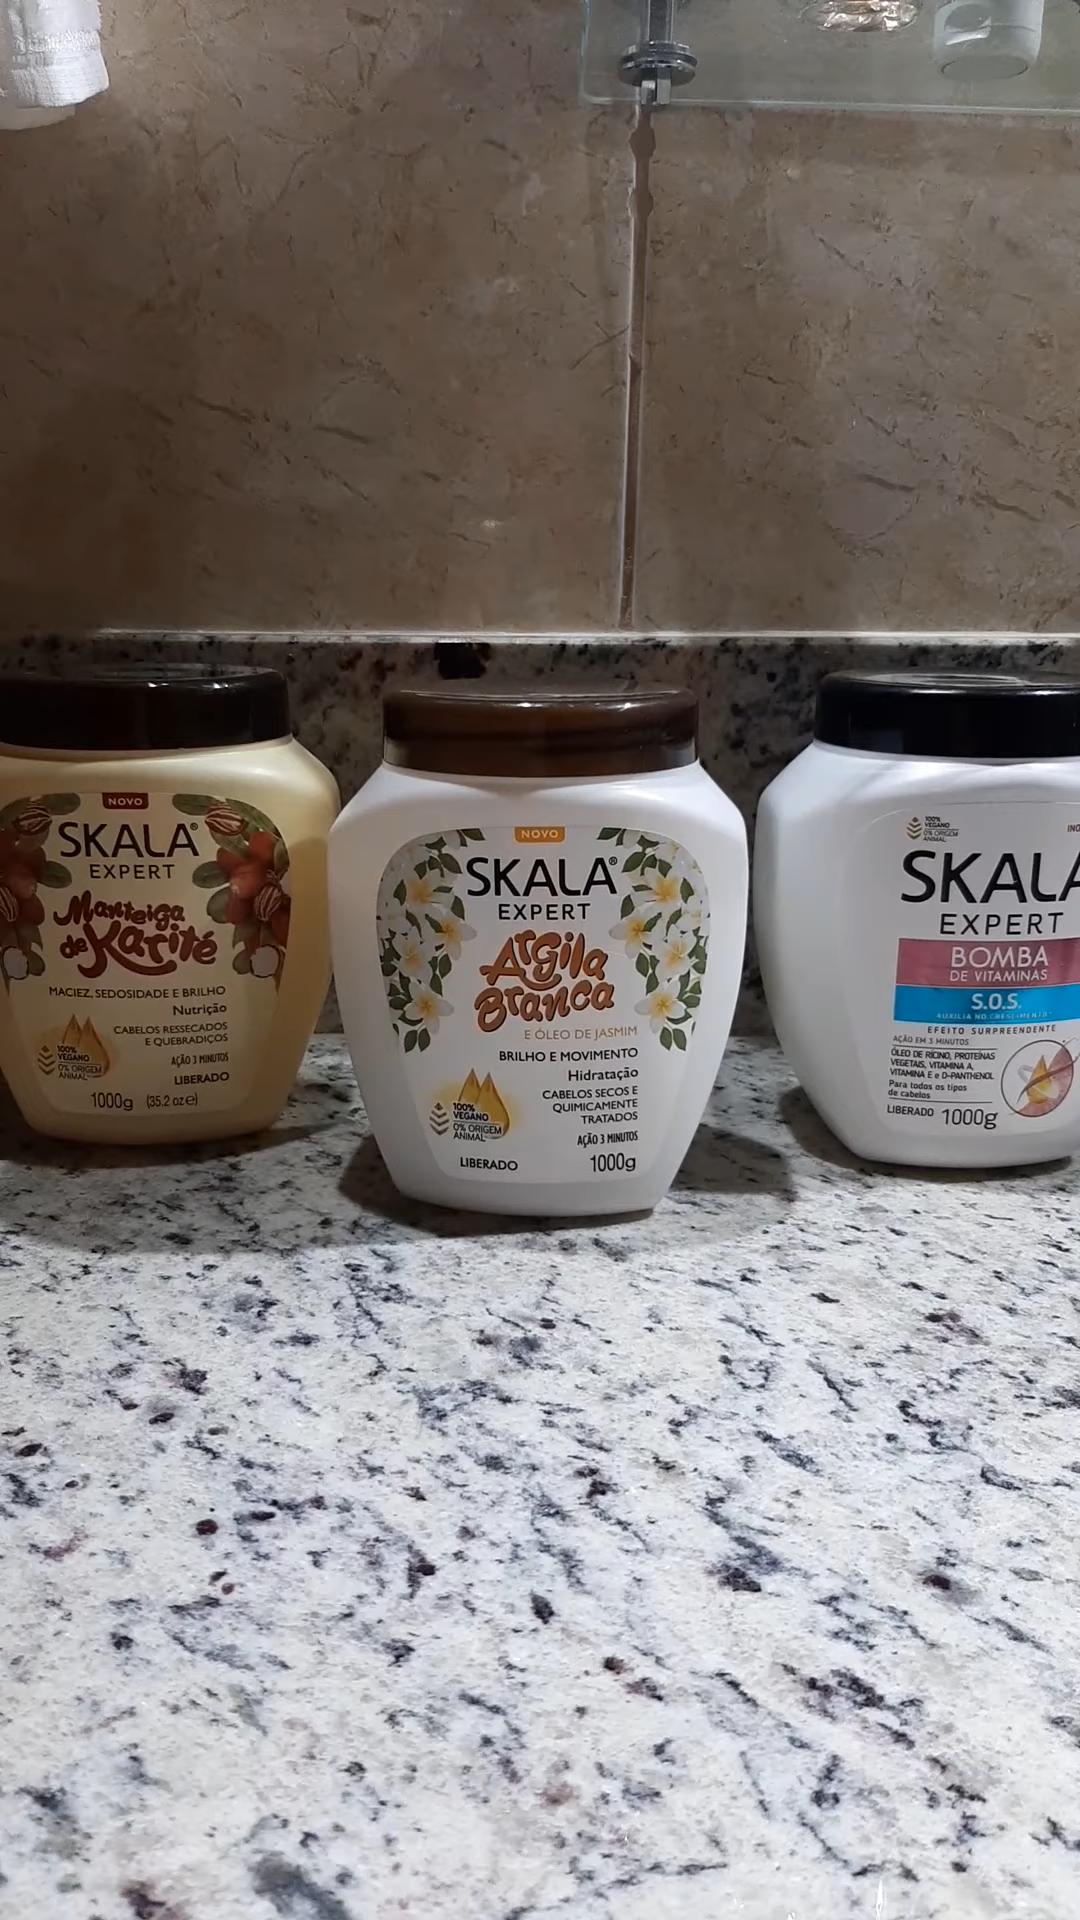 NOVO
SKALA®
EXPERT
Manteiga
de Karité
MACIEZ, SEDOSIDADE E BRILHO
Nutrição
CABELOS RESSECADOS
E QUEBRADIÇOS
100%
VEGANO
0% ORIGEM
ANIMAL
AÇÃO 3 MINUTOS
LIBERADO
1000g (35.2 oz e)
NOVO
SKALA®
EXPERT
Argila
Branca
E ÓLEO DE JASMIM
BRILHO E MOVIMENTO
Hidratação
CABELOS SECOS E
QUIMICAMENTE
TRATADOS
100%
VEGANO
0% ORIGEM
ANIMAL
AÇÃO 3 MINUTOS
LIBERADO 1000g
100%
VEGANO
0% ORIGEM
ANIMAL
SKALA
EXPERT
BOMBA
DE VITAMINAS
S.O.S.
AUXILIA NO CRESCIMENTO*
EFEITO SURPREENDENTE
AÇÃO EM 3 MINUTOS
ÓLEO DE RÍCINO, PROTEÍNAS
VEGETAIS, VITAMINA A,
VITAMINA E e D-PANTHENOL
Para todos os tipos
de cabelos
LIBERADO 1000g